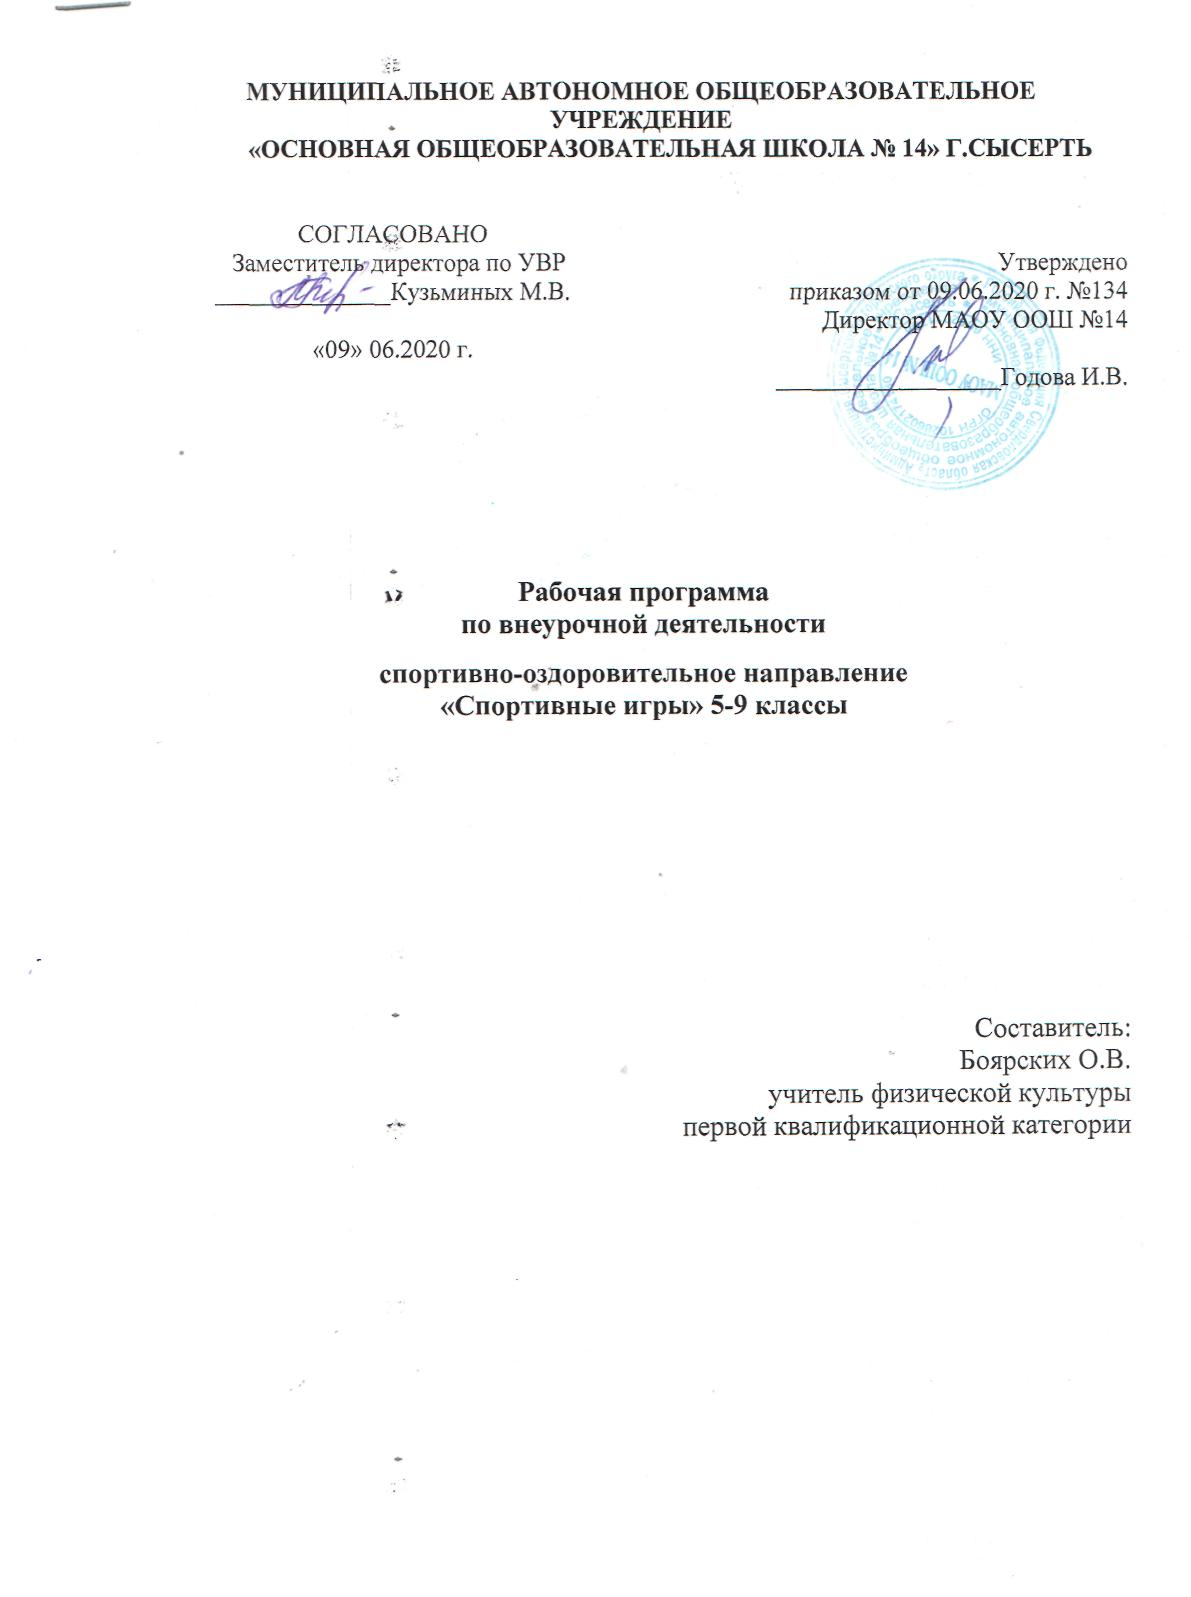 МУНИЦИПАЛЬНОЕ АВТОНОМНОЕ ОБЩЕОБРАЗОВАТЕЛЬНОЕ
УЧРЕЖДЕНИЕ
«ОСНОВНАЯ ОБЩЕОБРАЗОВАТЕЛЬНАЯ ШКОЛА № 14» Г.СЫСЕРТЬ
СОГЛАСОВАНО
Заместитель директора по УВР
______________Кузьминых М.В.
«09» 06.2020 г.
Утверждено
приказом от 09.06.2020 г. №134
Директор МАОУ ООШ №14
__________________Годова И.В.
Рабочая программа
по внеурочной деятельности
спортивно-оздоровительное направление
«Спортивные игры» 5-9 классы
Составитель:
Боярских О.В.
учитель физической культуры
первой квалификационной категории